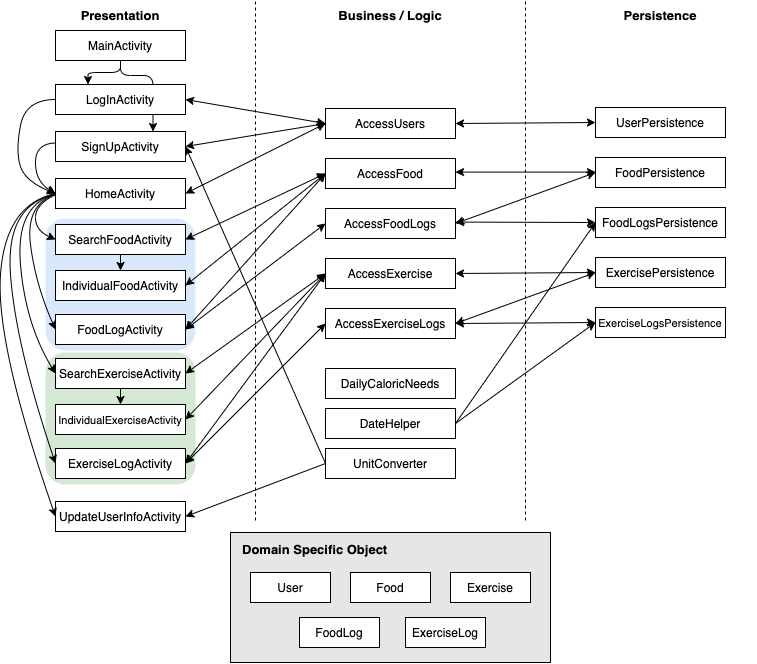 Presentation
Business / Logic
Persistence
MainActivity
LogInActivity
SignUpActivity
HomeActivity
SearchFoodActivity
IndividualFoodActivity
FoodLogActivity
SearchExerciseActivity
IndividualExerciseActivity
ExerciseLogActivity
UpdateUserInfoActivity
AccessUsers
AccessFood
AccessFoodLogs
AccessExercise
AccessExerciseLogs
DailyCaloricNeeds
DateHelper
UnitConverter
UserPersistence
FoodPersistence
FoodLogsPersistence
ExercisePersistence
ExerciseLogsPersistence
Domain Specific Object
User
Food
Exercise
FoodLog
ExerciseLog